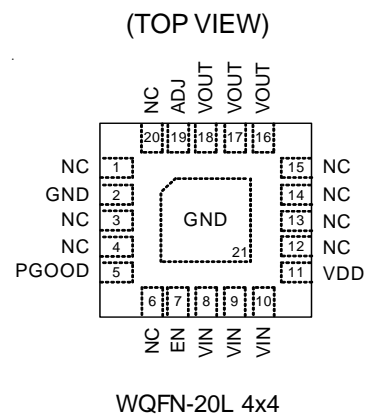 (TOP VIEW)
NC ADJ VOUT VOUT VOUT
20 19 18 17 16
NC 1 15 NC
GND 2 14 NC
NC 3 GND 13 NC
NC 4 12 NC
21
PGOOD 5 11 VDD
6 7 8 9 10
NC EN VIN VIN VIN
WQFN-20L 4x4